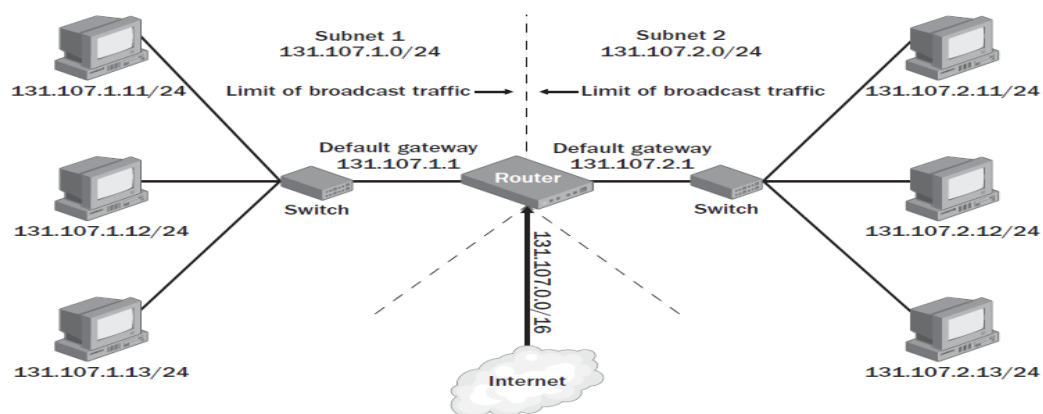 Subnet 1
131.107.1.0/24
Subnet 2
131.107.2.0/24
131.107.1.11/24
Limit of broadcast traffic
Limit of broadcast traffic
131.107.2.11/24
Default gateway
131.107.1.1
Router
Default gateway
131.107.2.1
Switch
Switch
131.107.1.12/24
131.107.2.12/24
131.107.0.0/16
131.107.1.13/24
Internet
131.107.2.13/24